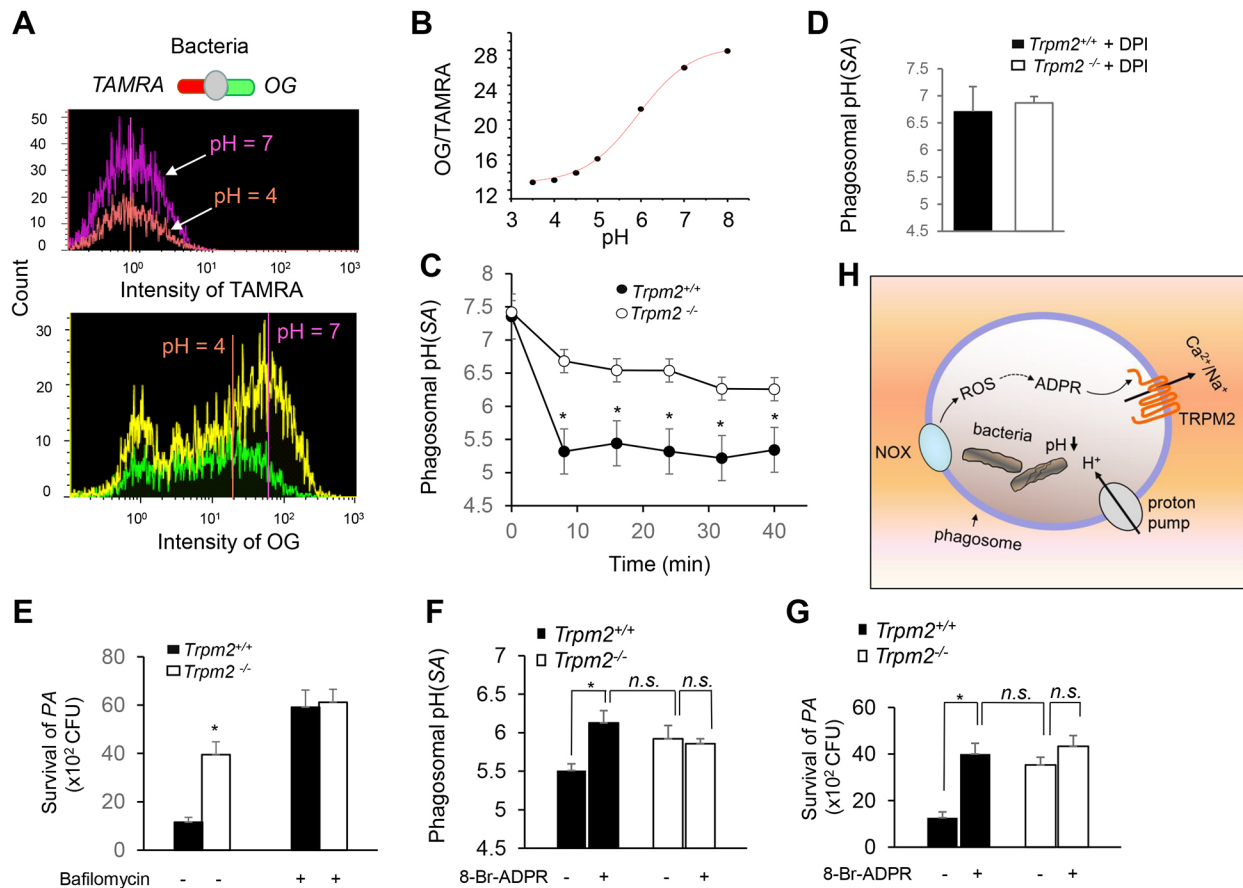 A
Bacteria
TAMRA OG
50
40
30
20
10
0
pH = 7
pH = 4
10⁰ 10¹ 10² 10³
Intensity of TAMRA
Count
30
20
10
0
pH = 4
pH = 7
10⁰ 10¹ 10² 10³
Intensity of OG
B
OG/TAMRA
28
24
20
16
12
3 4 5 6 7 8
pH
C
Phagosomal pH(SA)
8
7.5
7
6.5
6
5.5
5
4.5
Trpm2+/+
Trpm2 -/-
* * * * *
0 10 20 30 40
Time (min)
D
Trpm2+/+ + DPI
Trpm2 -/- + DPI
Phagosomal pH(SA)
7.5
7
6.5
6
5.5
5
4.5
H
Ca2+/Na+
ROS
ADPR
TRPM2
NOX
bacteria
pH
H+
proton
pump
phagosome
E
Trpm2+/+
Trpm2 -/-
Survival of PA
(x10² CFU)
80
60
40
20
0
*
Bafilomycin - - + +
F
Trpm2+/+
Trpm2-/-
Phagosomal pH(SA)
6
5
6.5
6
5.5
5
4.5
* n.s. n.s.
8-Br-ADPR - + - +
G
Trpm2+/+
Trpm2-/-
Survival of PA
(x10² CFU)
60
40
20
0
* n.s. n.s.
8-Br-ADPR - + - +